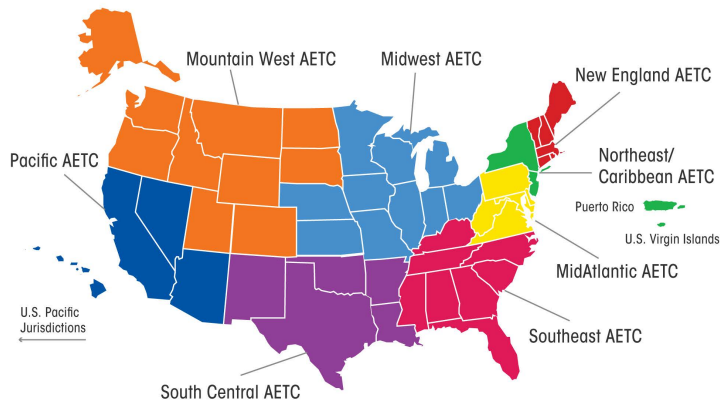 Mountain West AETC
Midwest AETC
New England AETC
Pacific AETC
Northeast/
Caribbean AETC
Puerto Rico
U.S. Virgin Islands
MidAtlantic AETC
U.S. Pacific
Jurisdictions
Southeast AETC
South Central AETC